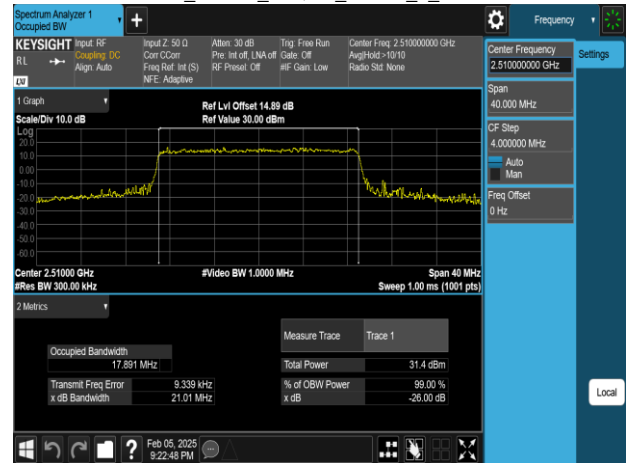 Spectrum Analyzer 1
Occupied BW
+
Frequency
KEYSIGHT
RL
LXI
Input: RF
Coupling: DC
Align: Auto
Input Z: 50 Ω
Corr CCorr
Freq Ref: Int (S)
NFE: Adaptive
Atten: 30 dB
Pre: Int off, LNA off
RF Presel: Off
Trig: Free Run
Gate: Off
#IF Gain: Low
Center Freq: 2.510000000 GHz
Avg|Hold:>10/10
Radio Std: None
Center Frequency
2.510000000 GHz
Settings
Span
40.000 MHz
CF Step
4.000000 MHz
Auto
Man
Freq Offset
0 Hz
Local
1 Graph
Scale/Div 10.0 dB
Ref Lvl Offset 14.89 dB
Ref Value 30.00 dBm
Log
20.0
10.0
0.00
-10.0
-20.0
-30.0
-40.0
-50.0
-60.0
Center 2.51000 GHz
#Video BW 1.0000 MHz
Span 40 MHz
#Res BW 300.00 kHz
Sweep 1.00 ms (1001 pts)
2 Metrics
Measure Trace Trace 1
Occupied Bandwidth
17.891 MHz
Total Power 31.4 dBm
Transmit Freq Error 9.339 kHz
% of OBW Power 99.00 %
x dB Bandwidth 21.01 MHz
x dB -26.00 dB
?
Feb 05, 2025
9:22:48 PM